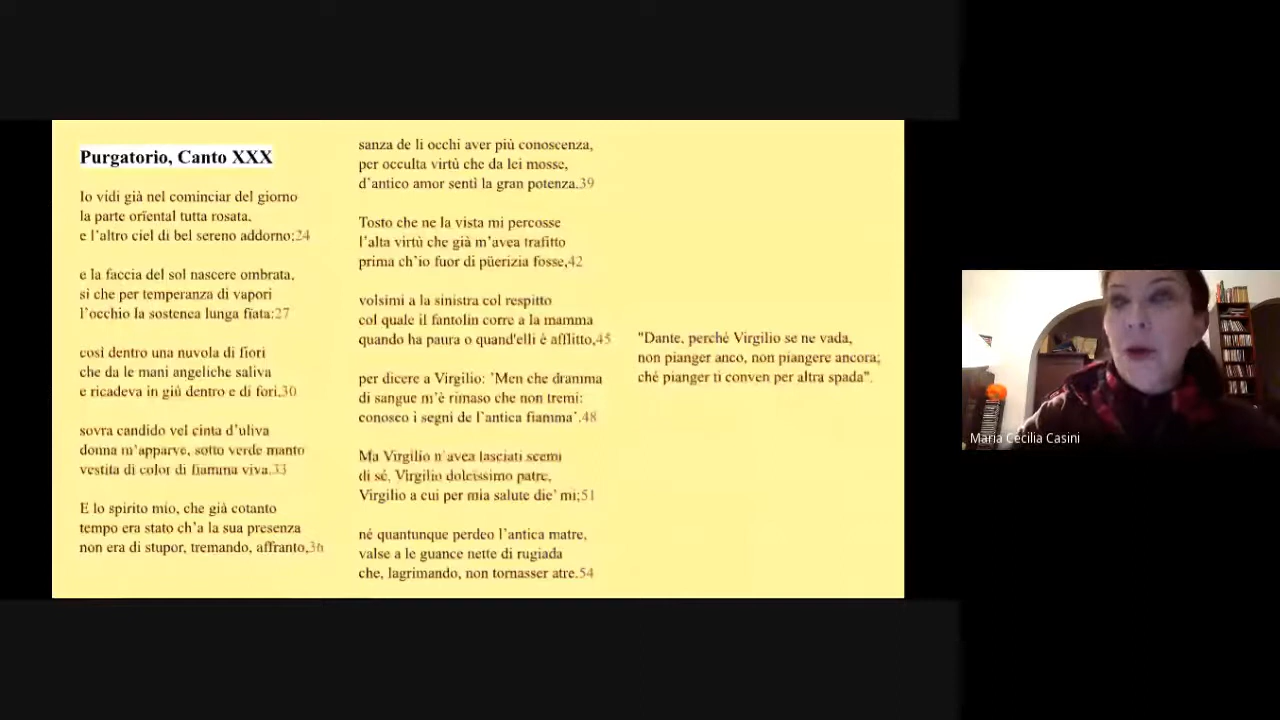 Purgatorio, Canto XXX
Io vidi già nel cominciar del giorno
la parte orïental tutta rosata,
e l'altro ciel di bel sereno addorno;24
e la faccia del sol nascere ombrata,
sì che per temperanza di vapori
l'occhio la sostenea lunga fïata:27
così dentro una nuvola di fiori
che da le mani angeliche saliva
e ricadeva in giù dentro e di fori,30
sovra candido vel cinta d'uliva
donna m'apparve, sotto verde manto
vestita di color di fiamma viva.33
E lo spirito mio, che già cotanto
tempo era stato ch'a la sua presenza
non era di stupor, tremando, affranto,36
sanza de li occhi aver più conoscenza,
per occulta virtù che da lei mosse,
d'antico amor sentì la gran potenza.39
Tosto che ne la vista mi percosse
l'alta virtù che già m'avea trafitto
prima ch'io fuor di püerizia fosse,42
volsimi a la sinistra col respitto
col quale il fantolin corre a la mamma
quando ha paura o quand'elli è afflitto,45
per dicere a Virgilio: 'Men che dramma
di sangue m'è rimaso che non tremi:
conosco i segni de l'antica fiamma'.48
Ma Virgilio n'avea lasciati scemi
di sé, Virgilio dolcissimo patre,
Virgilio a cui per mia salute die' mi;51
né quantunque perdeo l'antica matre,
valse a le guance nette di rugiada
che, lagrimando, non tornasser atre.54
"Dante, perché Virgilio se ne vada,
non pianger anco, non piangere ancora;
ché pianger ti conven per altra spada".
Maria Cecilia Casini